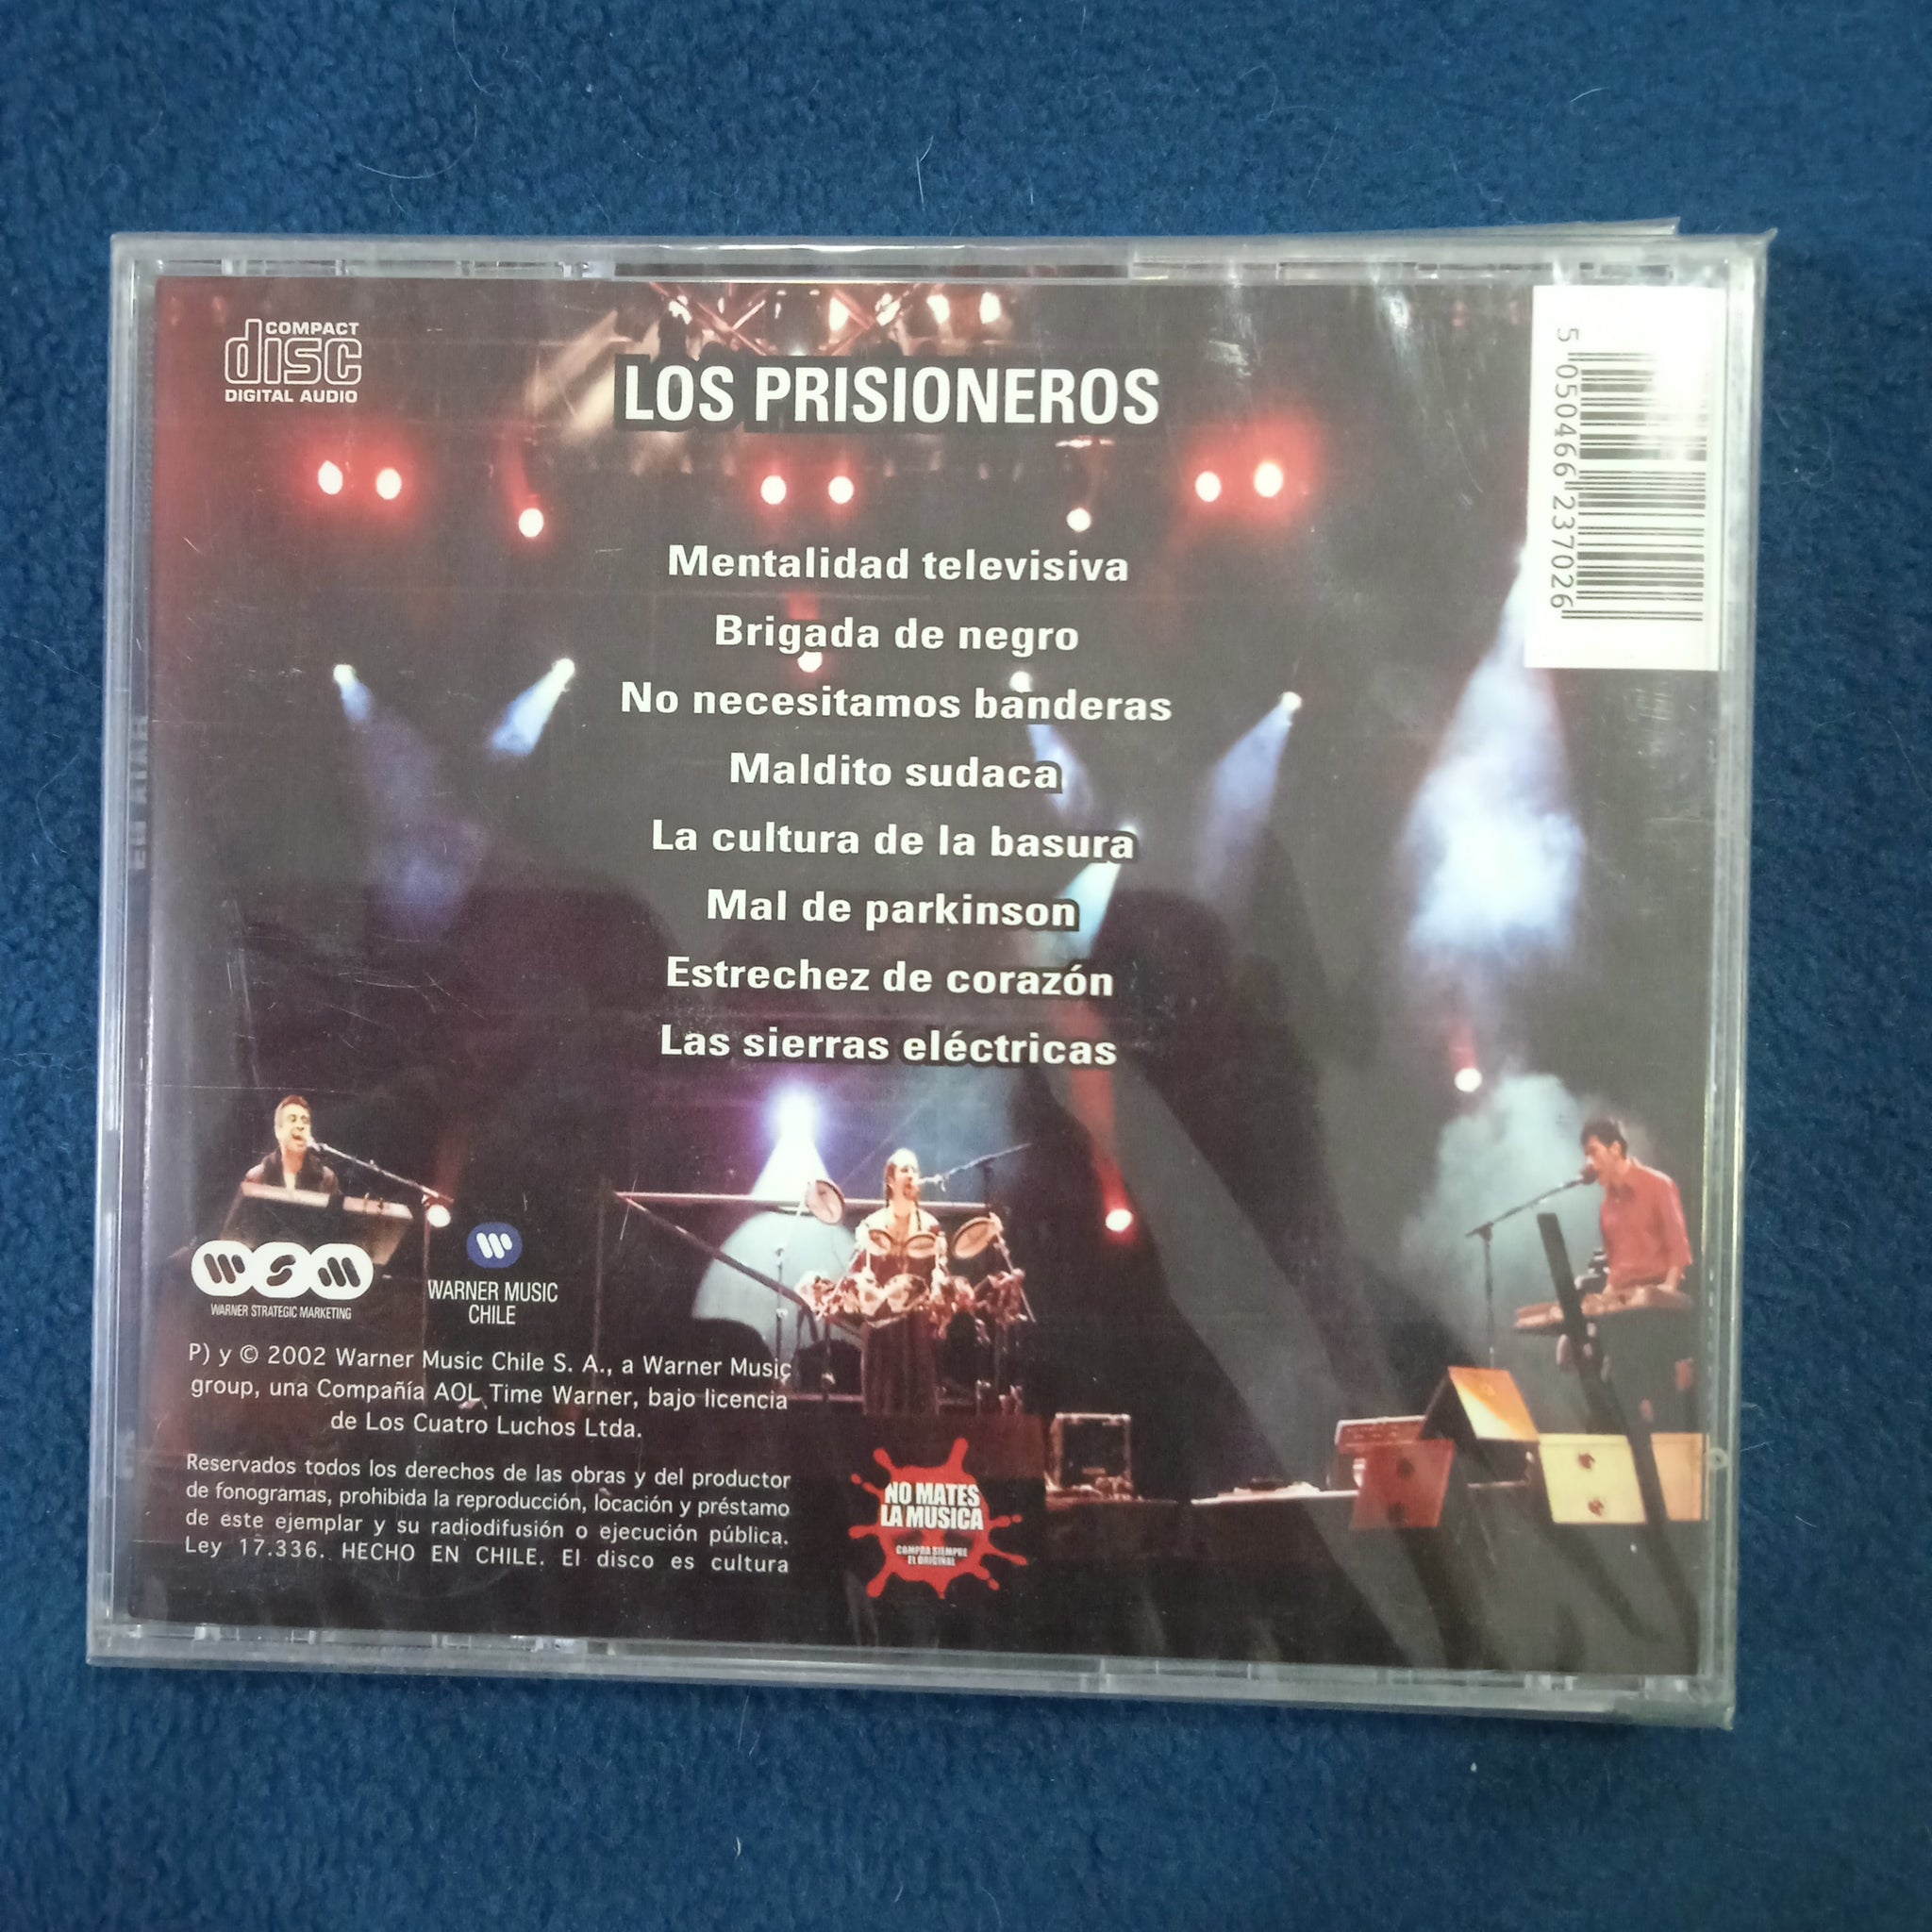 COMPACT
disc
DIGITAL AUDIO
LOS PRISIONEROS
5 050466 237026
Mentalidad televisiva
Brigada de negro
No necesitamos banderas
Maldito sudaca
La cultura de la basura
Mal de parkinson
Estrechez de corazón
Las sierras eléctricas
WSM
WARNER STRATEGIC MARKETING
WARNER MUSIC
CHILE
P) y © 2002 Warner Music Chile S. A., a Warner Music
group, una Compañía AOL Time Warner, bajo licencia
de Los Cuatro Luchos Ltda.
Reservados todos los derechos de las obras y del productor
de fonogramas, prohibida la reproducción, locación y préstamo
de este ejemplar y su radiodifusión o ejecución pública.
Ley 17.336. HECHO EN CHILE. El disco es cultura
NO MATES
LA MUSICA
COMPRA SIEMPRE
EL ORIGINAL